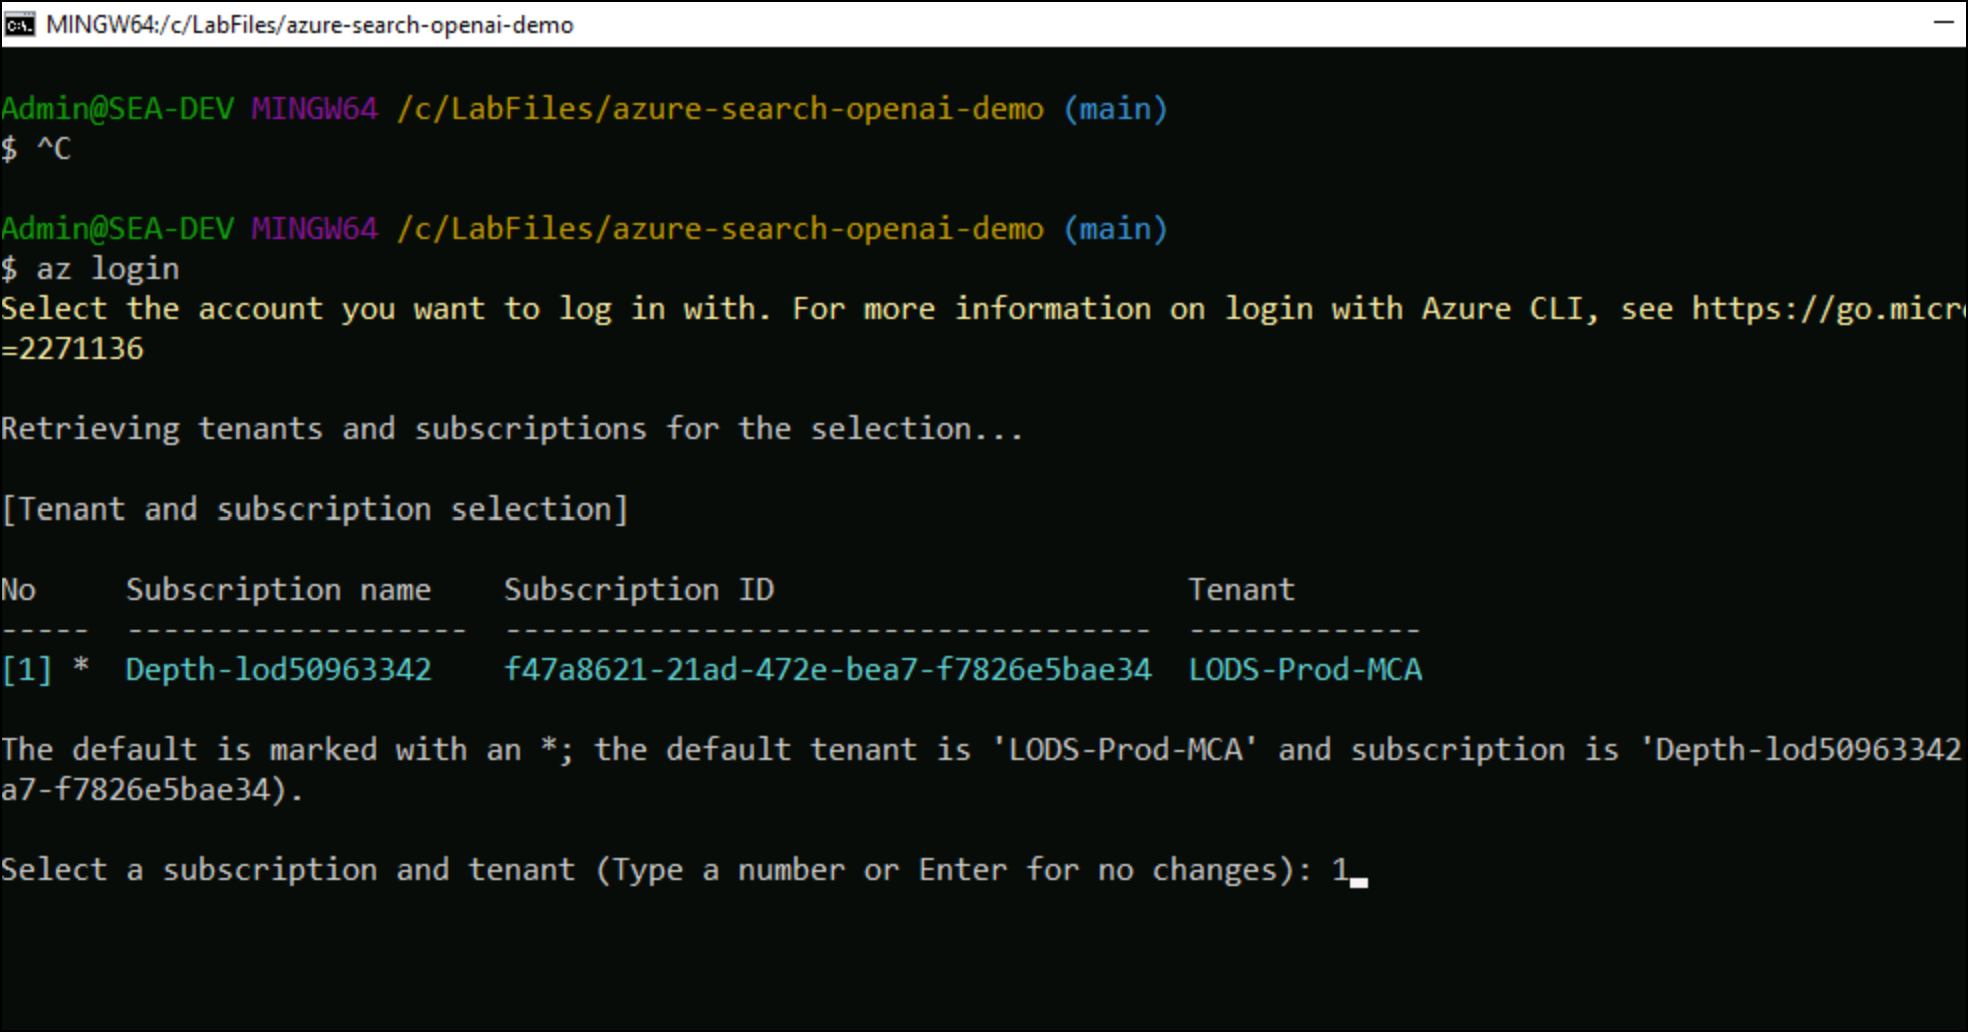 MINGW64:/c/LabFiles/azure-search-openai-demo
Admin@SEA-DEV MINGW64 /c/LabFiles/azure-search-openai-demo (main)
$ ^C
Admin@SEA-DEV MINGW64 /c/LabFiles/azure-search-openai-demo (main)
$ az login
Select the account you want to log in with. For more information on login with Azure CLI, see https://go.micro
=2271136
Retrieving tenants and subscriptions for the selection...
[Tenant and subscription selection]
No Subscription name Subscription ID Tenant
----- ------------------- ------------------------------------ -------------
[1] * Depth-lod50963342 f47a8621-21ad-472e-bea7-f7826e5bae34 LODS-Prod-MCA
The default is marked with an *; the default tenant is 'LODS-Prod-MCA' and subscription is 'Depth-lod50963342
a7-f7826e5bae34).
Select a subscription and tenant (Type a number or Enter for no changes): 1